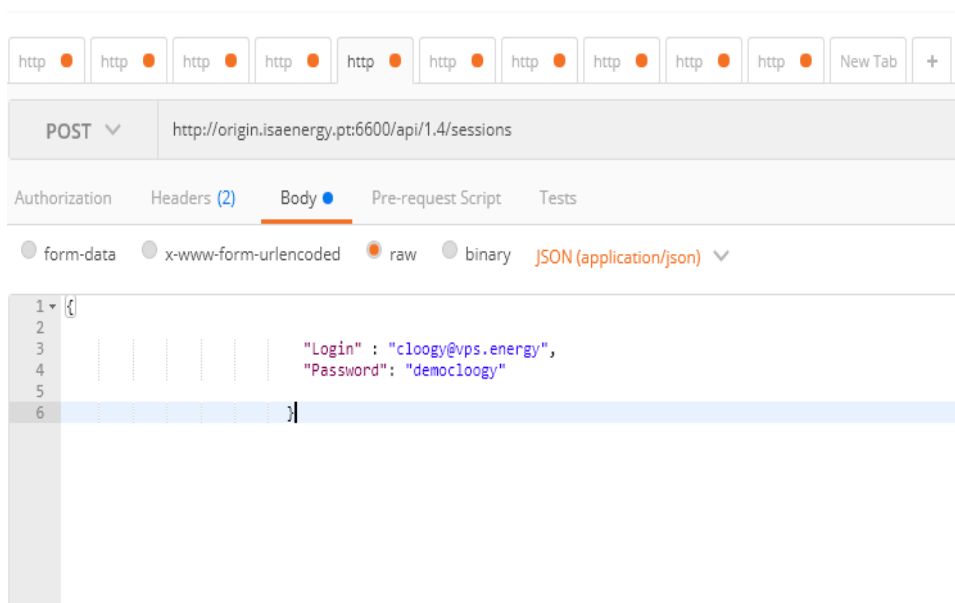 http http http http http http http http http http New Tab +
POST http://origin.isaenergy.pt:6600/api/1.4/sessions
Authorization Headers (2) Body Pre-request Script Tests
form-data x-www-form-urlencoded raw binary JSON (application/json)
1 {
2
3 "Login" : "cloogy@vps.energy",
4 "Password": "democloogy"
5
6 }